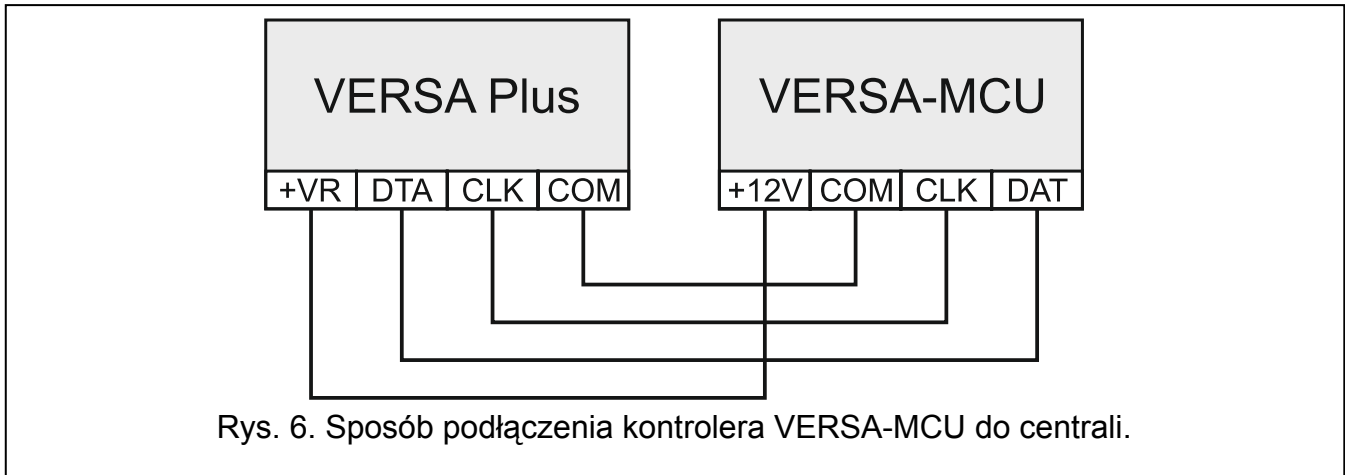 VERSA Plus
VERSA-MCU
+VR DTA CLK COM
+12V COM CLK DAT
Rys. 6. Sposób podłączenia kontrolera VERSA-MCU do centrali.